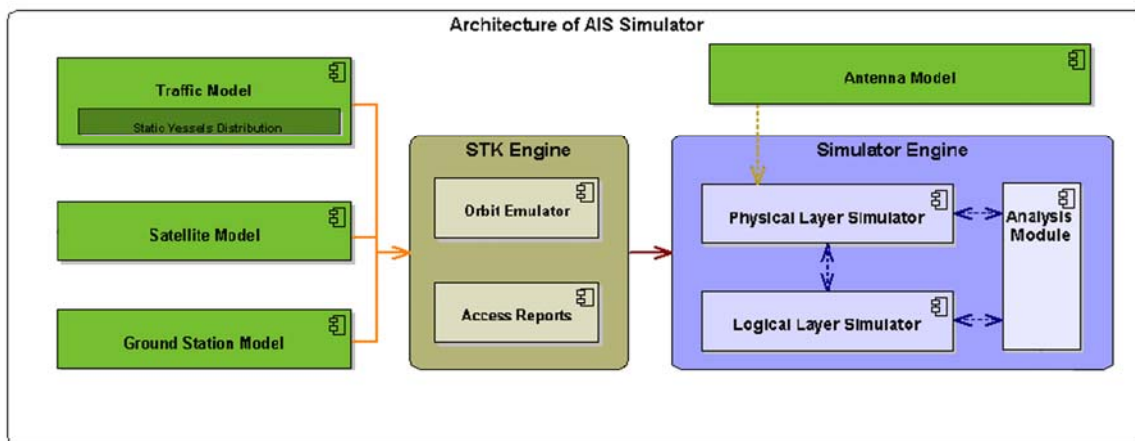 Architecture of AIS Simulator
Traffic Model
Static Vessels Distribution
Satellite Model
Ground Station Model
STK Engine
Orbit Emulator
Access Reports
Antenna Model
Simulator Engine
Physical Layer Simulator
Logical Layer Simulator
Analysis
Module